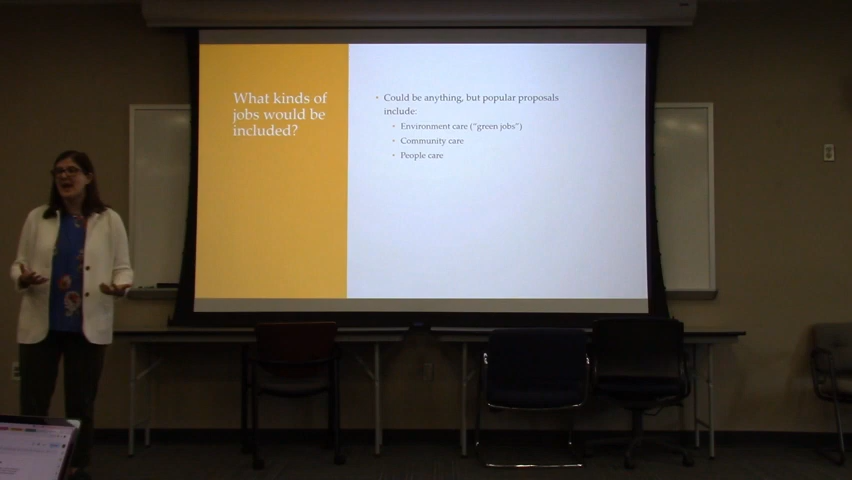 What kinds of
jobs would be
included?
Could be anything, but popular proposals
include:
Environment care ("green jobs")
Community care
People care